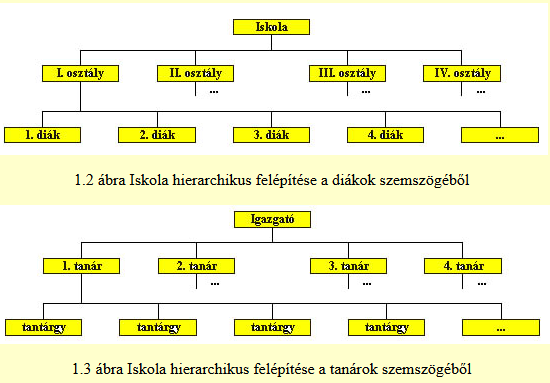 Iskola
I. osztály II. osztály III. osztály IV. osztály
... ... ...
1. diák 2. diák 3. diák 4. diák ...
1.2 ábra Iskola hierarchikus felépítése a diákok szemszögéből
Igazgató
1. tanár 2. tanár 3. tanár 4. tanár
... ... ...
tantárgy tantárgy tantárgy tantárgy ...
1.3 ábra Iskola hierarchikus felépítése a tanárok szemszögéből